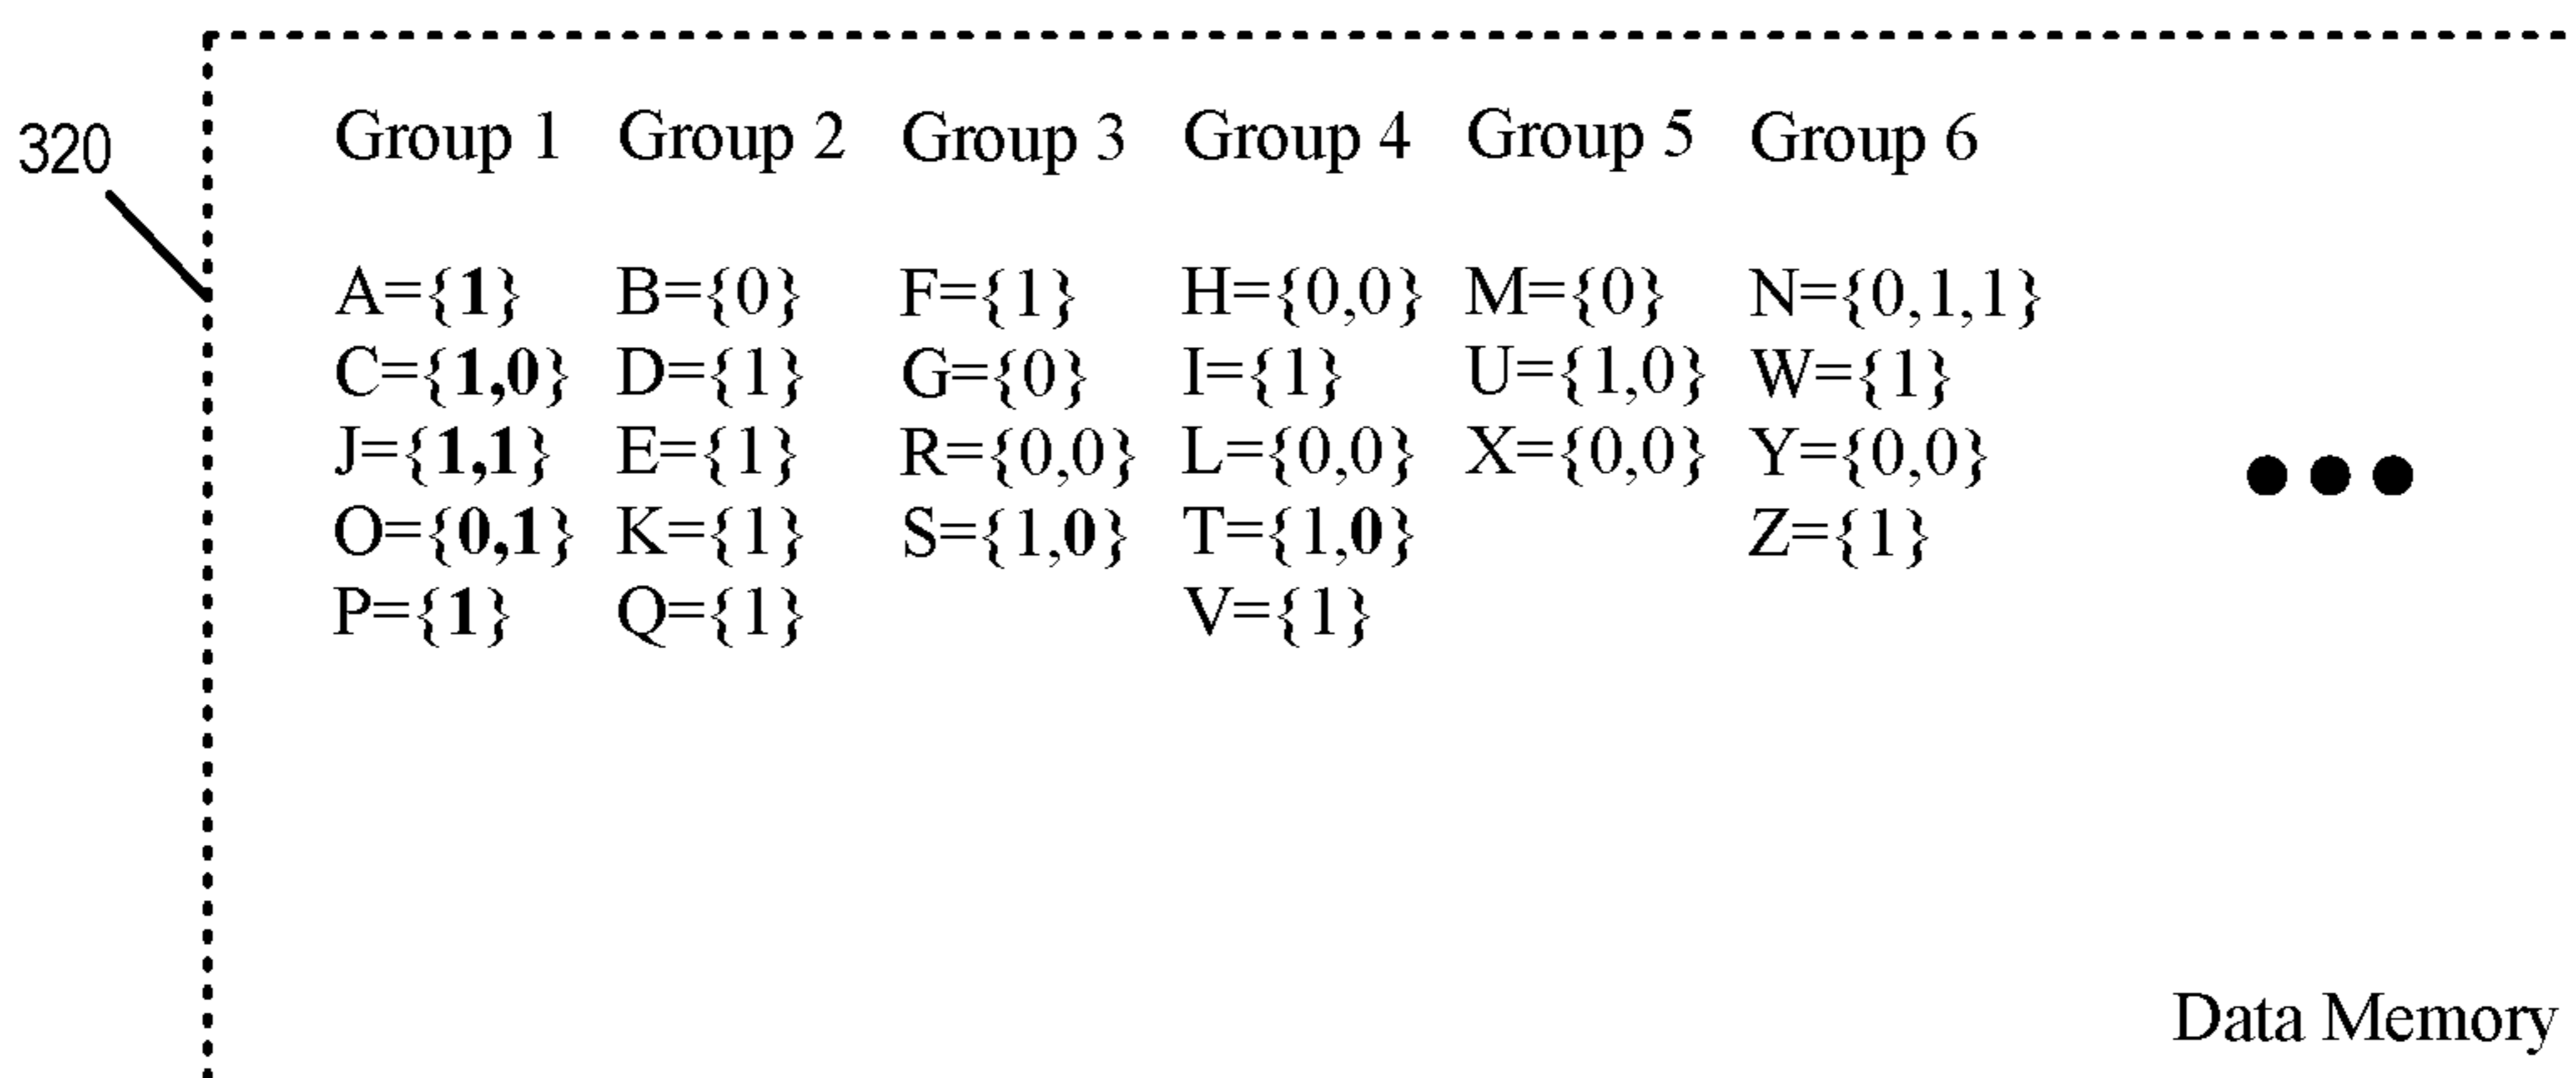 320
Group 1 Group 2 Group 3 Group 4 Group 5 Group 6
A={1} B={0} F={1} H={0,0} M={0} N={0,1,1}
C={1,0} D={1} G={0} I={1} U={1,0} W={1}
J={1,1} E={1} R={0,0} L={0,0} X={0,0} Y={0,0}
O={0,1} K={1} S={1,0} T={1,0} Z={1}
P={1} Q={1} V={1}
Data Memory